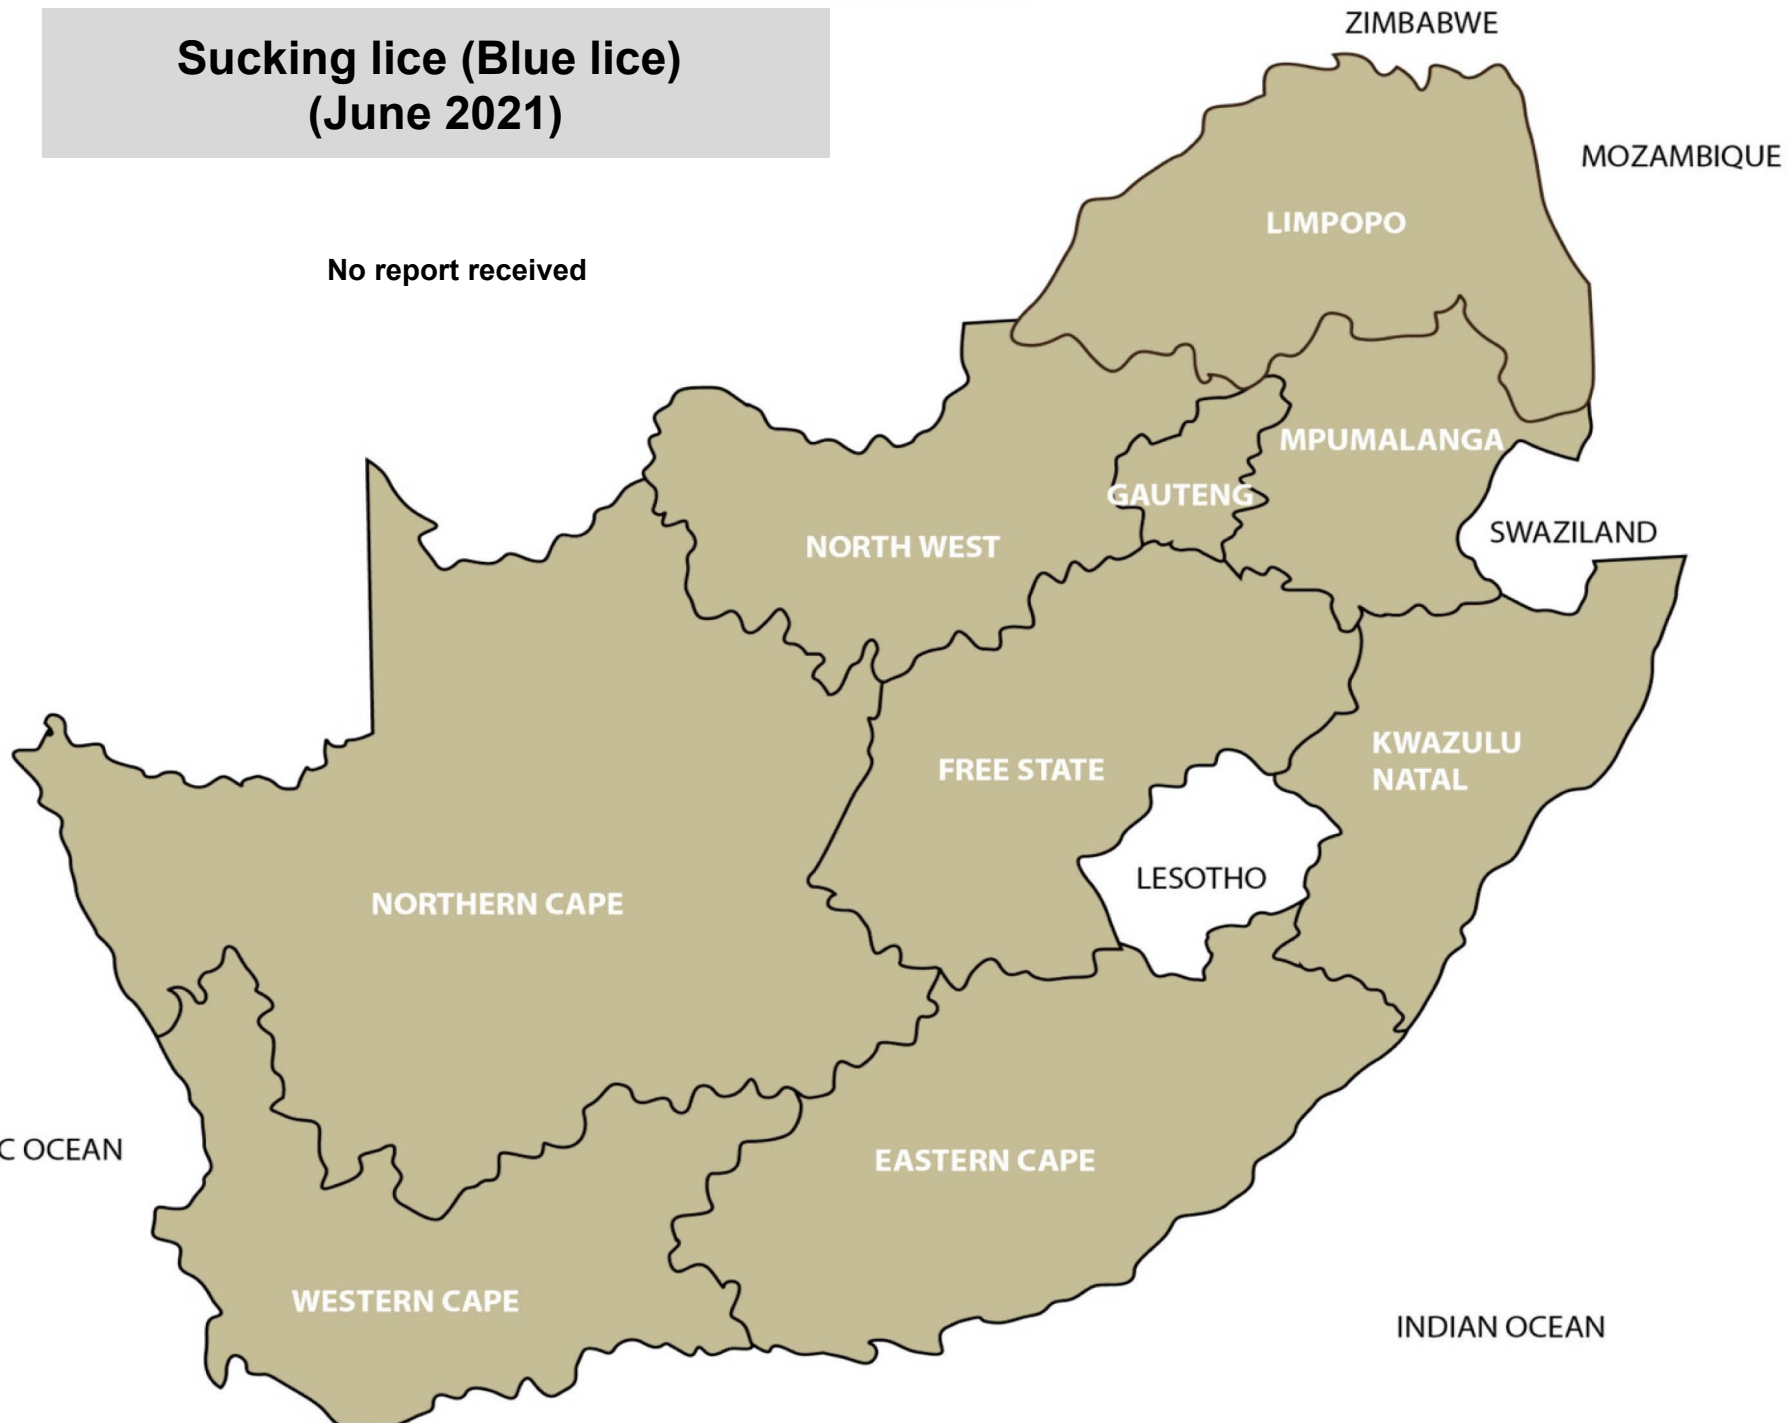 Sucking lice (Blue lice)
(June 2021)
No report received
ZIMBABWE
MOZAMBIQUE
LIMPOPO
MPUMALANGA
GAUTENG
SWAZILAND
NORTH WEST
KWAZULU
NATAL
FREE STATE
LESOTHO
NORTHERN CAPE
C OCEAN
EASTERN CAPE
WESTERN CAPE
INDIAN OCEAN